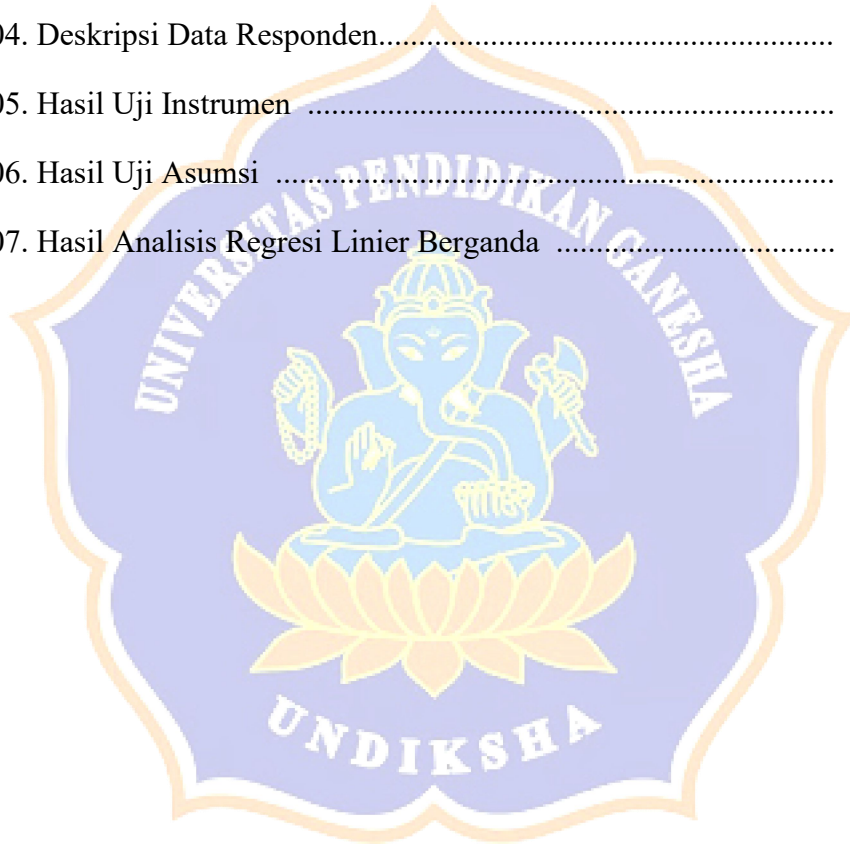 04. Deskripsi Data Responden.................................................
05. Hasil Uji Instrumen .........................................................
06. Hasil Uji Asumsi ............................................................
07. Hasil Analisis Regresi Linier Berganda ..............................
UNIVERSITAS PENDIDIKAN GANESHA
UNDIKSHA